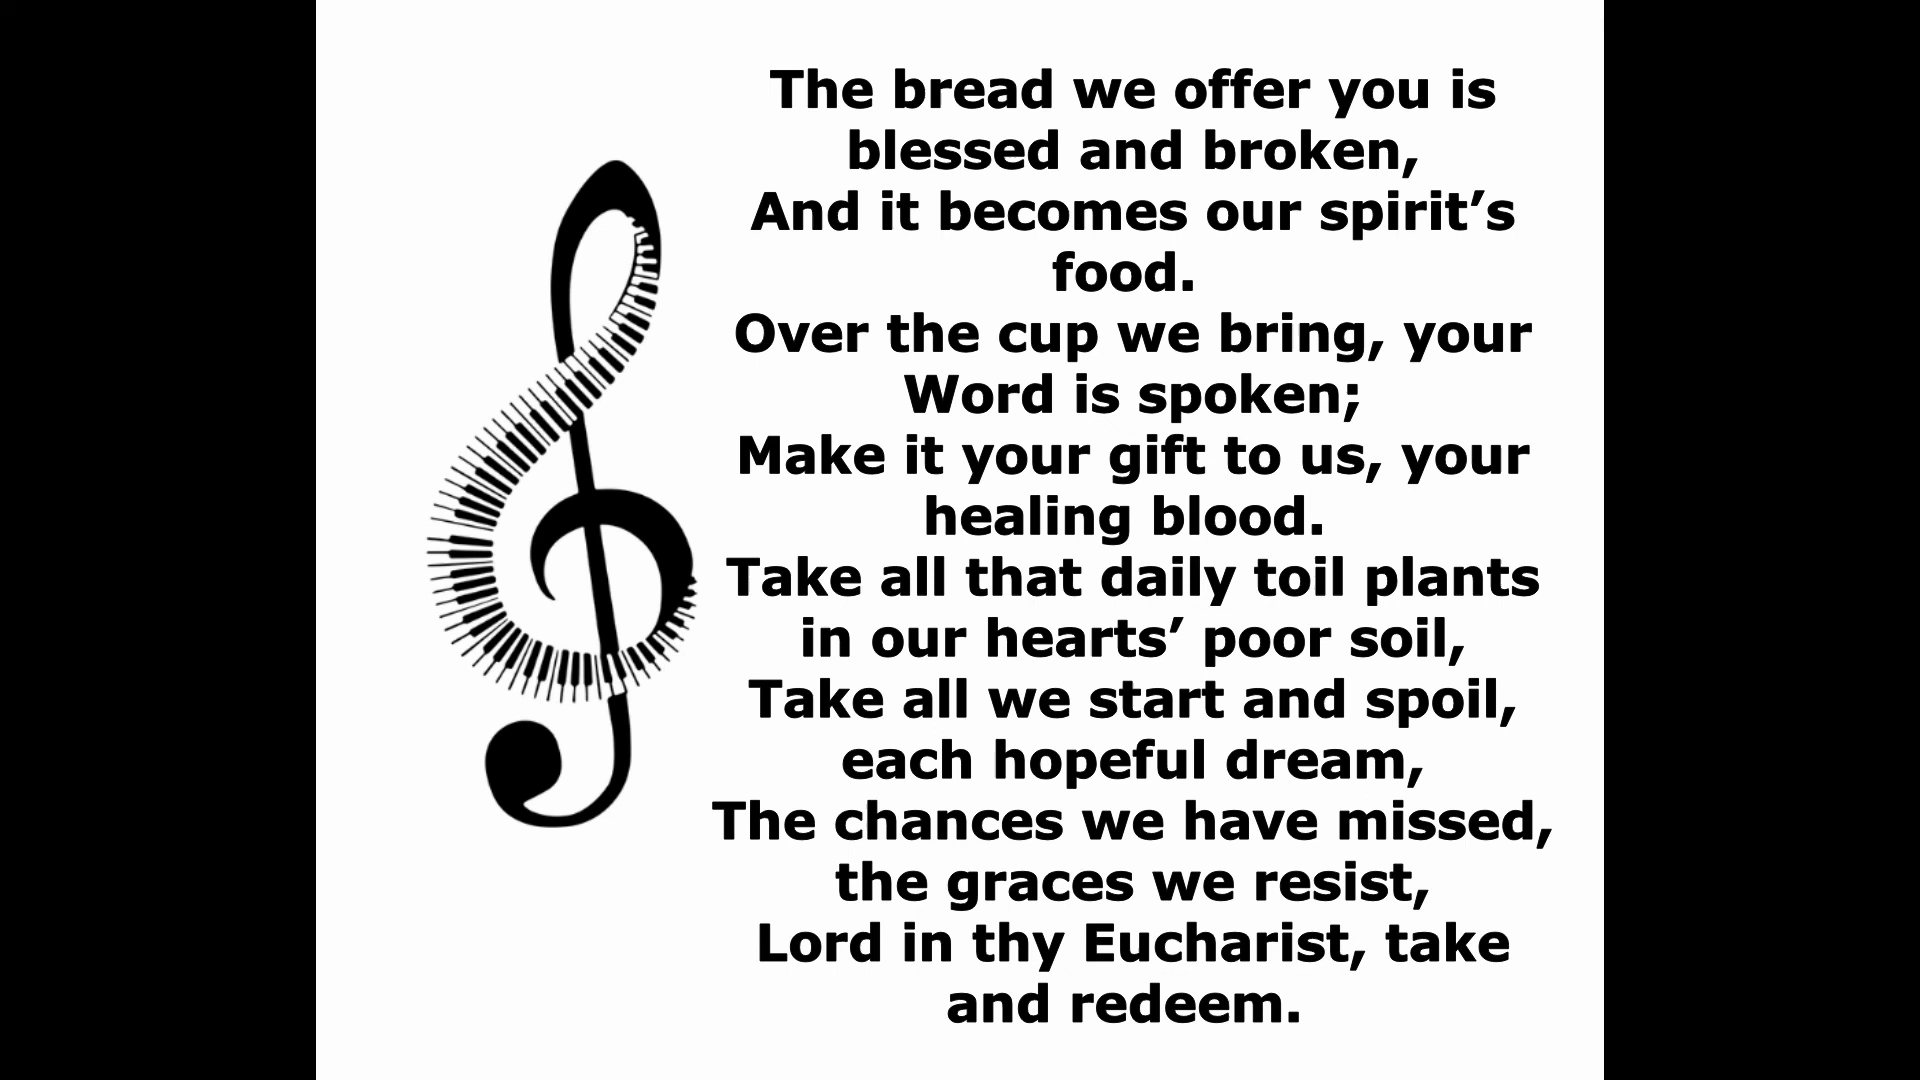 The bread we offer you is
blessed and broken,
And it becomes our spirit’s
food.
Over the cup we bring, your
Word is spoken;
Make it your gift to us, your
healing blood.
Take all that daily toil plants
in our hearts’ poor soil,
Take all we start and spoil,
each hopeful dream,
The chances we have missed,
the graces we resist,
Lord in thy Eucharist, take
and redeem.